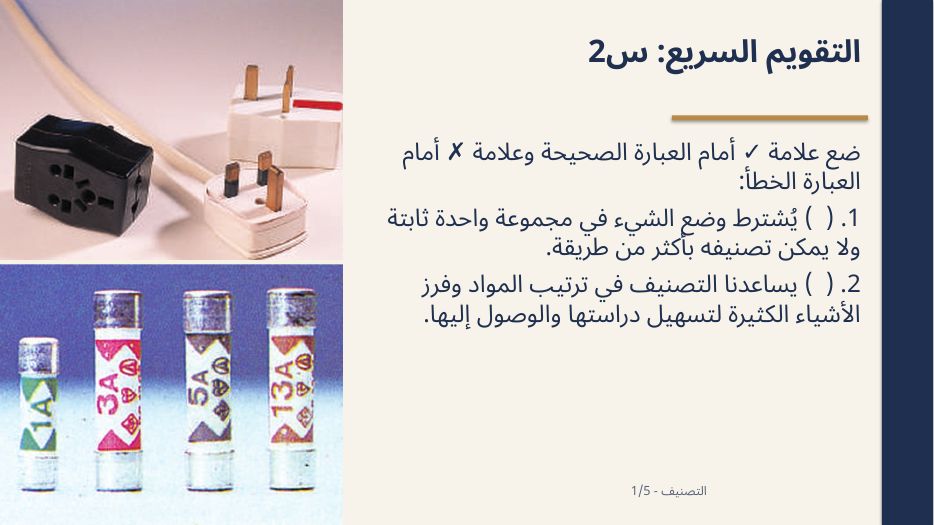 التقويم السريع: س2
ضع علامة ✓ أمام العبارة الصحيحة وعلامة ✗ أمام
العبارة الخطأ:
1. ( ) يُشترط وضع الشيء في مجموعة واحدة ثابتة
ولا يمكن تصنيفه بأكثر من طريقة.
2. ( ) يساعدنا التصنيف في ترتيب المواد وفرز
الأشياء الكثيرة لتسهيل دراستها والوصول إليها.
1A
3A
5A
13A
التصنيف - 1/5